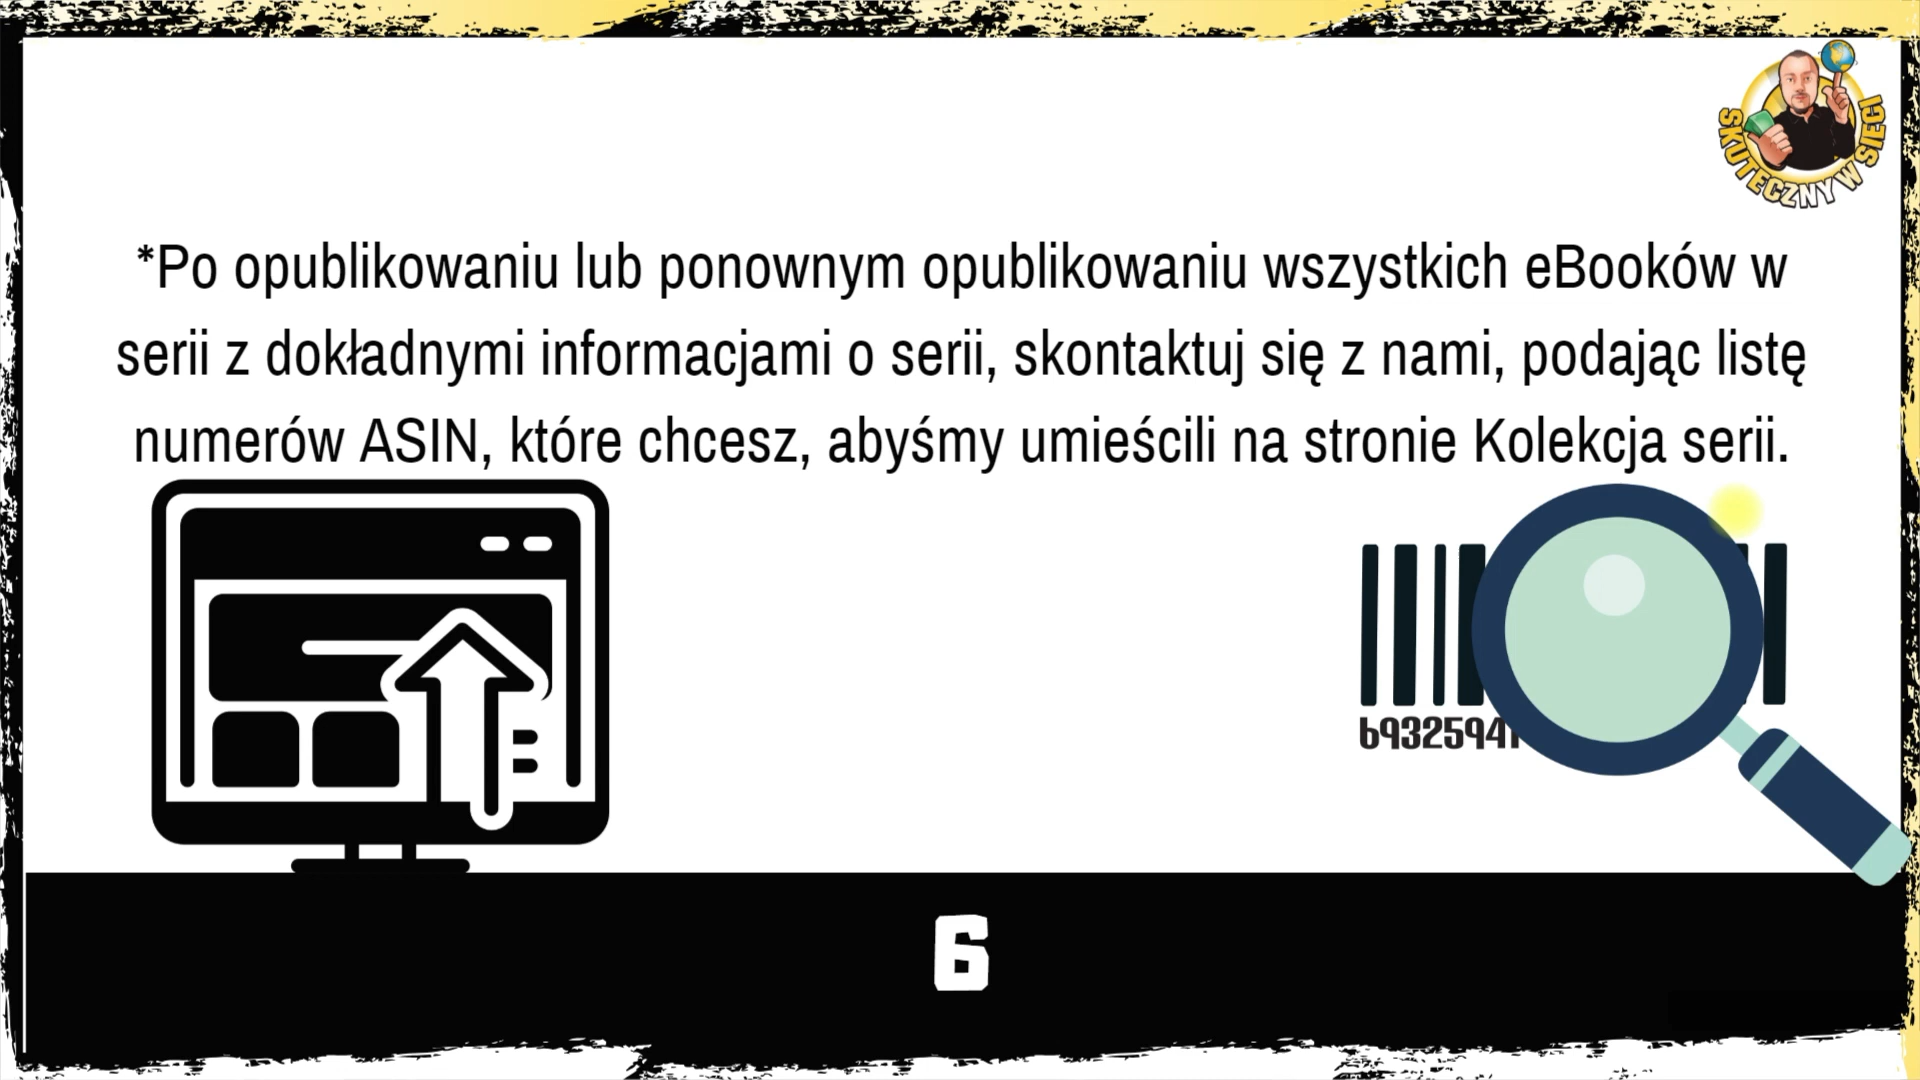 SKUTECZNY W SIECI
*Po opublikowaniu lub ponownym opublikowaniu wszystkich eBooków w
serii z dokładnymi informacjami o serii, skontaktuj się z nami, podając listę
numerów ASIN, które chcesz, abyśmy umieścili na stronie Kolekcja serii.
6932594
6